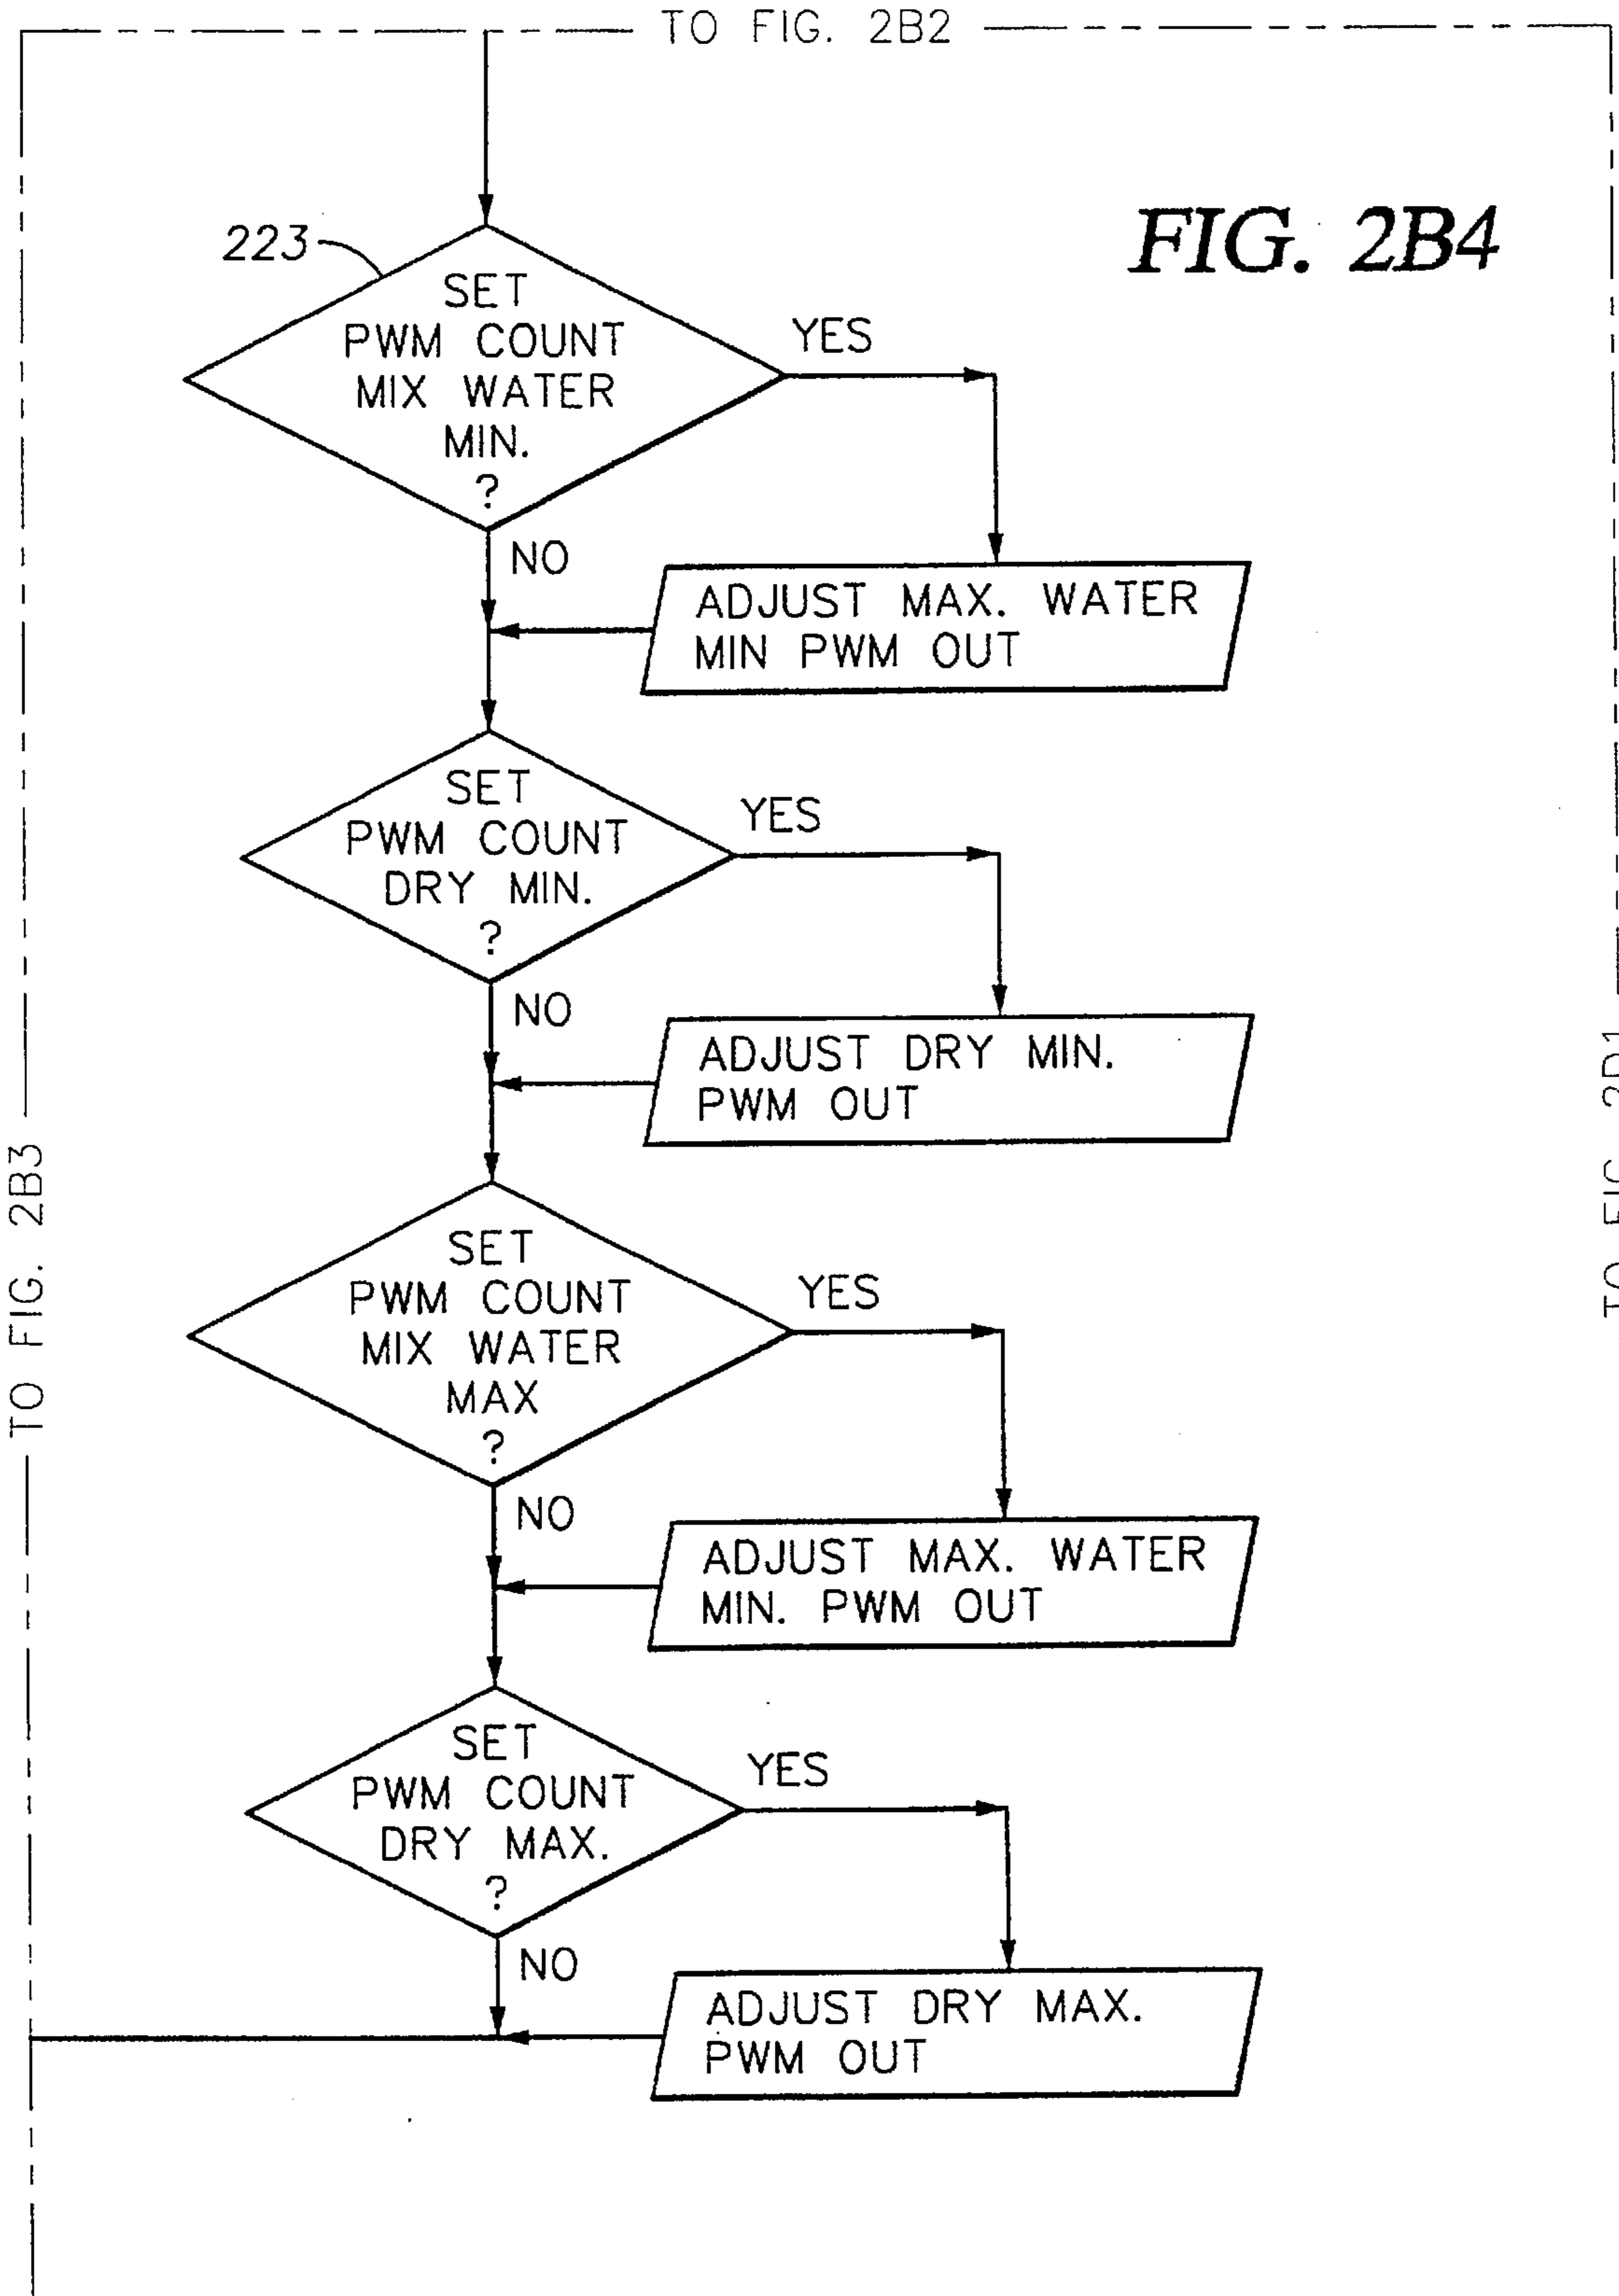 TO FIG. 2B2
FIG. 2B4
223
SET
PWM COUNT
MIX WATER
MIN.
?
YES
NO
ADJUST MAX. WATER
MIN PWM OUT
SET
PWM COUNT
DRY MIN.
?
YES
NO
ADJUST DRY MIN.
PWM OUT
TO FIG. 2B3
SET
PWM COUNT
MIX WATER
MAX
?
YES
NO
ADJUST MAX. WATER
MIN. PWM OUT
SET
PWM COUNT
DRY MAX.
?
YES
NO
ADJUST DRY MAX.
PWM OUT
TO FIG.